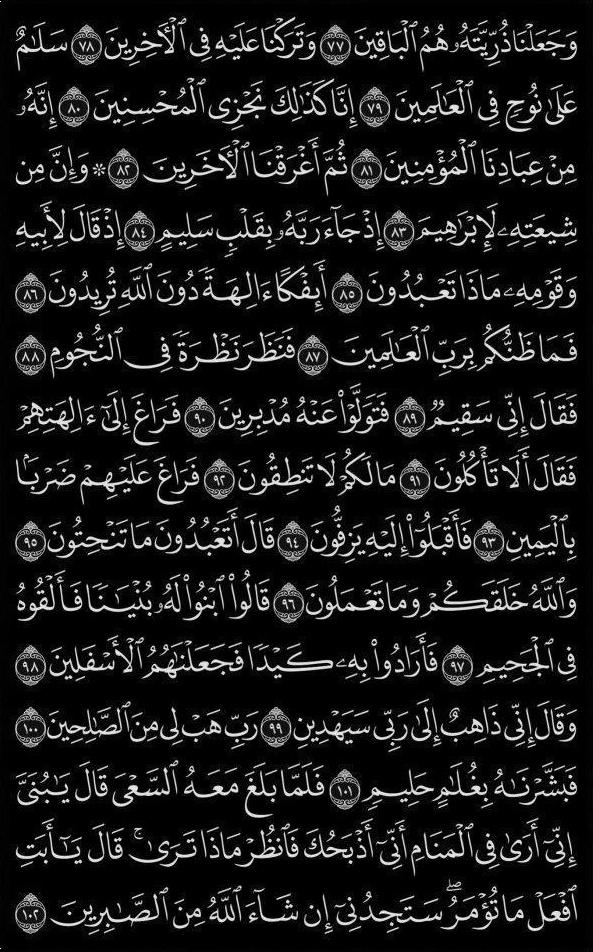 وَجَعَلْنَا ذُرِّيَّتَهُۥ هُمُ ٱلْبَاقِينَ ٧٧ وَتَرَكْنَا عَلَيْهِ فِى ٱلْـَٔاخِرِينَ ٧٨ سَلَـٰمٌ
عَلَىٰ نُوحٍ فِى ٱلْعَـٰلَمِينَ ٧٩ إِنَّا كَذَٰلِكَ نَجْزِى ٱلْمُحْسِنِينَ ٨٠ إِنَّهُۥ
مِنْ عِبَادِنَا ٱلْمُؤْمِنِينَ ٨١ ثُمَّ أَغْرَقْنَا ٱلْـَٔاخَرِينَ ٨٢ ۞ وَإِنَّ مِن
شِيعَتِهِۦ لَإِبْرَٰهِيمَ ٨٣ إِذْ جَآءَ رَبَّهُۥ بِقَلْبٍ سَلِيمٍ ٨٤ إِذْ قَالَ لِأَبِيهِ
وَقَوْمِهِۦ مَاذَا تَعْبُدُونَ ٨٥ أَئِفْكًا ءَالِهَةً دُونَ ٱللَّهِ تُرِيدُونَ ٨٦
فَمَا ظَنُّكُم بِرَبِّ ٱلْعَـٰلَمِينَ ٨٧ فَنَظَرَ نَظْرَةً فِى ٱلنُّجُومِ ٨٨
فَقَالَ إِنِّى سَقِيمٌ ٨٩ فَتَوَلَّوْا۟ عَنْهُ مُدْبِرِينَ ٩٠ فَرَاغَ إِلَىٰٓ ءَالِهَتِهِمْ
فَقَالَ أَلَا تَأْكُلُونَ ٩١ مَا لَكُمْ لَا تَنطِقُونَ ٩٢ فَرَاغَ عَلَيْهِمْ ضَرْبًۢا
بِٱلْيَمِينِ ٩٣ فَأَقْبَلُوٓا۟ إِلَيْهِ يَزِفُّونَ ٩٤ قَالَ أَتَعْبُدُونَ مَا تَنْحِتُونَ ٩٥
وَٱللَّهُ خَلَقَكُمْ وَمَا تَعْمَلُونَ ٩٦ قَالُوا۟ ٱبْنُوا۟ لَهُۥ بُنْيَـٰنًا فَأَلْقُوهُ
فِى ٱلْجَحِيمِ ٩٧ فَأَرَادُوا۟ بِهِۦ كَيْدًا فَجَعَلْنَـٰهُمُ ٱلْأَسْفَلِينَ ٩٨
وَقَالَ إِنِّى ذَاهِبٌ إِلَىٰ رَبِّى سَيَهْدِينِ ٩٩ رَبِّ هَبْ لِى مِنَ ٱلصَّـٰلِحِينَ ١٠٠
فَبَشَّرْنَـٰهُ بِغُلَـٰمٍ حَلِيمٍ ١٠١ فَلَمَّا بَلَغَ مَعَهُ ٱلسَّعْىَ قَالَ يَـٰبُنَىَّ
إِنِّىٓ أَرَىٰ فِى ٱلْمَنَامِ أَنِّىٓ أَذْبَحُكَ فَٱنظُرْ مَاذَا تَرَىٰ ۚ قَالَ يَـٰٓأَبَتِ
ٱفْعَلْ مَا تُؤْمَرُ ۖ سَتَجِدُنِىٓ إِن شَآءَ ٱللَّهُ مِنَ ٱلصَّـٰبِرِينَ ١٠٢